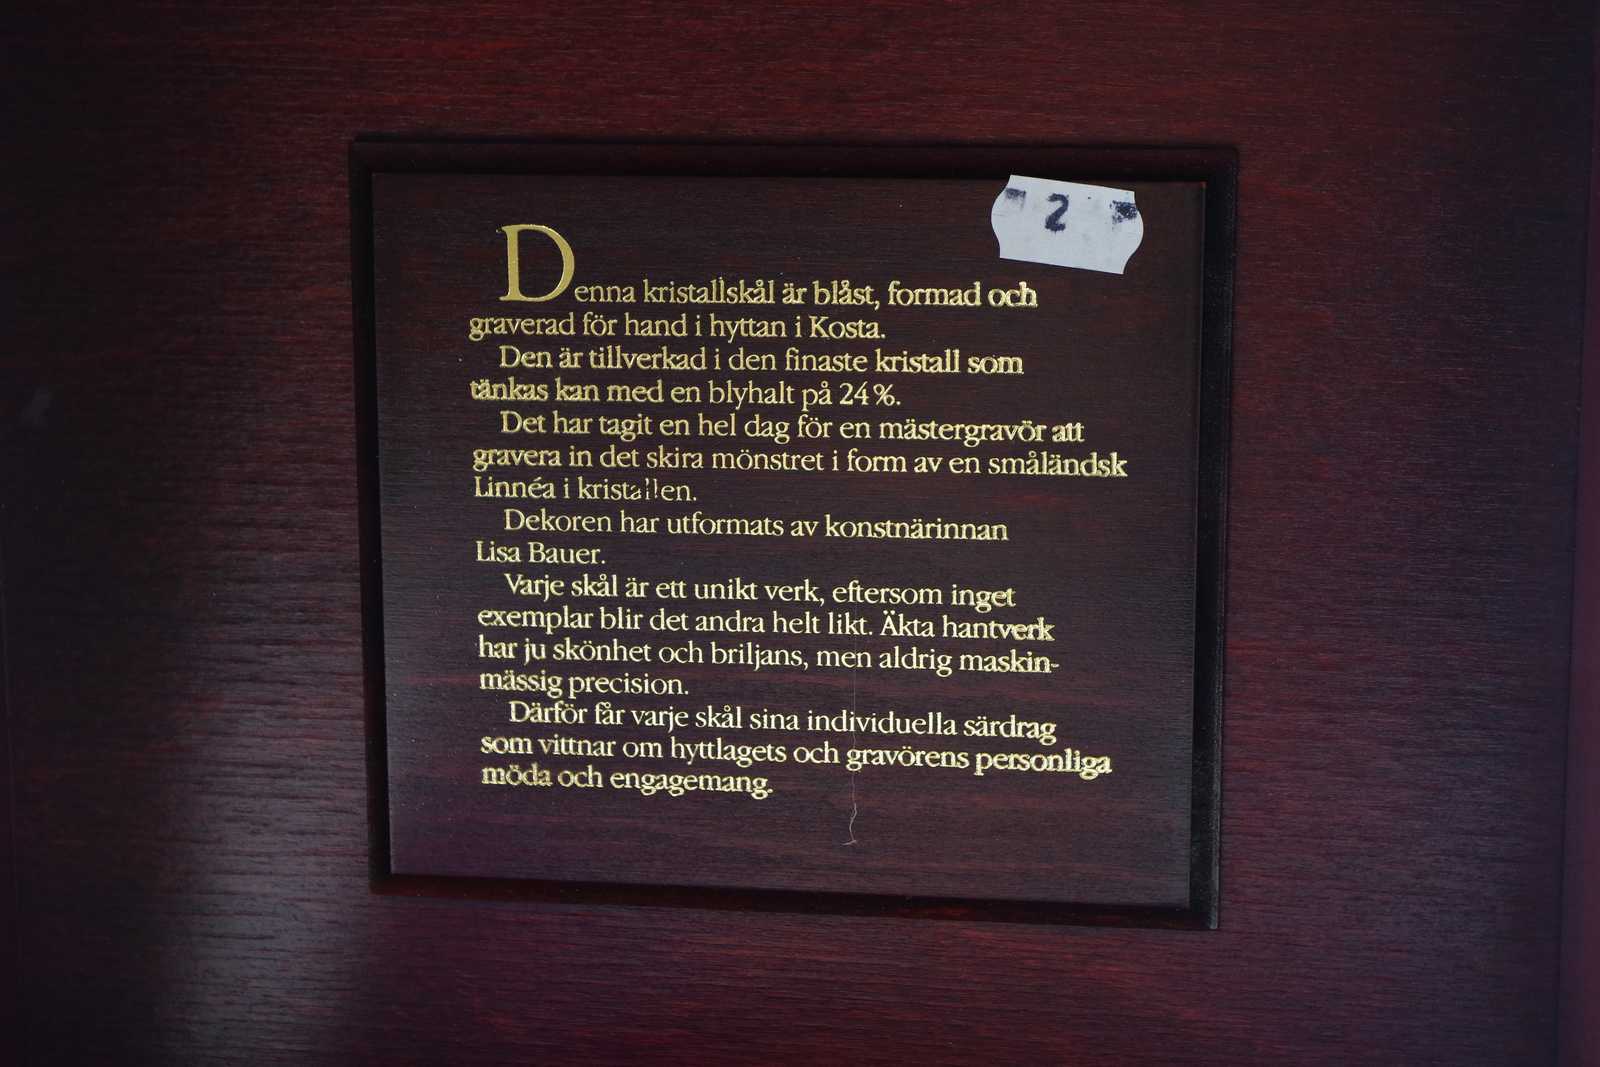 2
Denna kristallskål är blåst, formad och
graverad för hand i hyttan i Kosta.
Den är tillverkad i den finaste kristall som
tänkas kan med en blyhalt på 24%.
Det har tagit en hel dag för en mästergravör att
gravera in det skira mönstret i form av en småländsk
Linnéa i kristallen.
Dekoren har utformats av konstnärinnan
Lisa Bauer.
Varje skål är ett unikt verk, eftersom inget
exemplar blir det andra helt likt. Äkta hantverk
har ju skönhet och briljans, men aldrig maskin-
mässig precision.
Därför får varje skål sina individuella särdrag
som vittnar om hyttlagets och gravörens personliga
möda och engagemang.